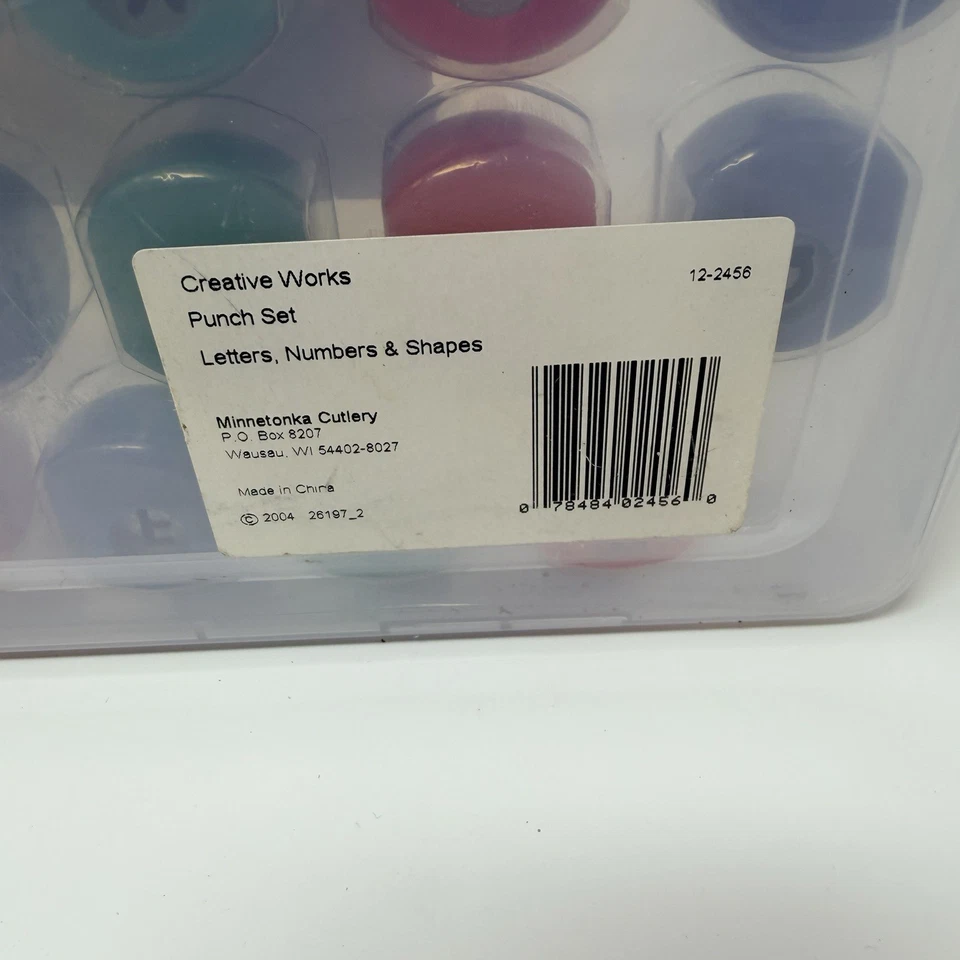 Creative Works
12-2456
Punch Set
Letters, Numbers & Shapes
Minnetonka Cutlery
P.O. Box 8207
Wausau, WI 54402-8027
Made in China
© 2004 26197_2
0 78484 02456 0